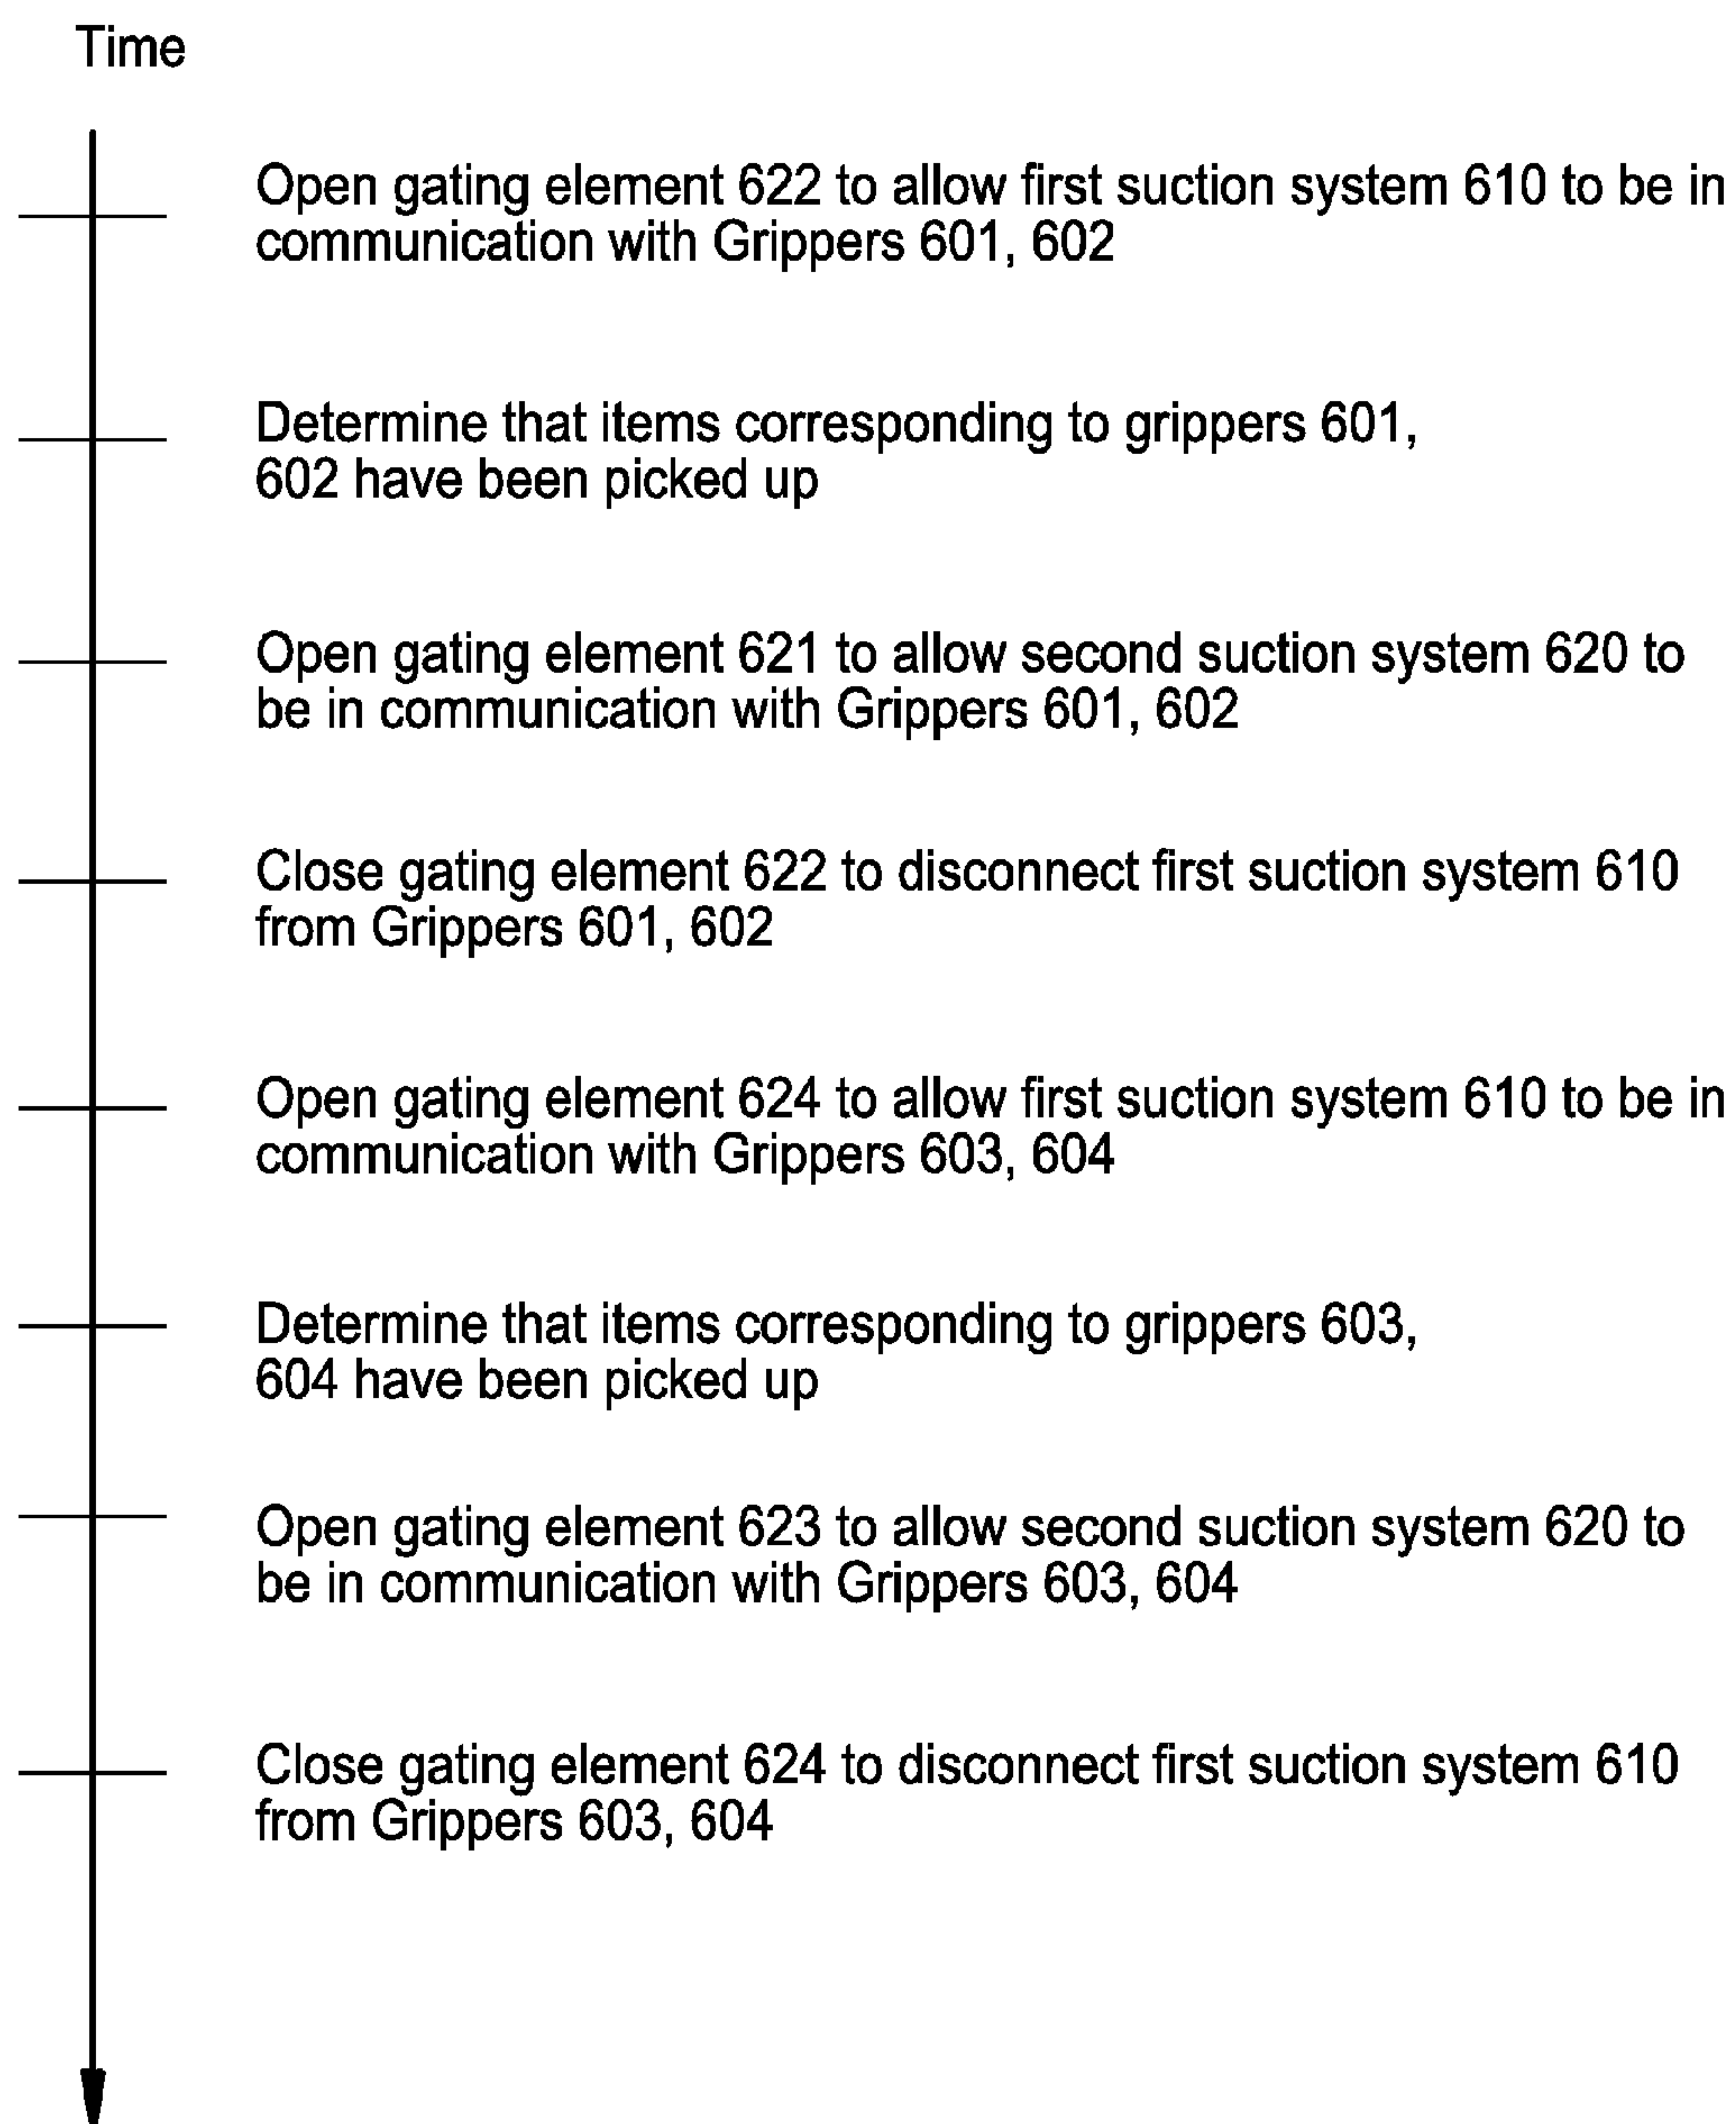 Time
Open gating element 622 to allow first suction system 610 to be in
communication with Grippers 601, 602
Determine that items corresponding to grippers 601,
602 have been picked up
Open gating element 621 to allow second suction system 620 to
be in communication with Grippers 601, 602
Close gating element 622 to disconnect first suction system 610
from Grippers 601, 602
Open gating element 624 to allow first suction system 610 to be in
communication with Grippers 603, 604
Determine that items corresponding to grippers 603,
604 have been picked up
Open gating element 623 to allow second suction system 620 to
be in communication with Grippers 603, 604
Close gating element 624 to disconnect first suction system 610
from Grippers 603, 604